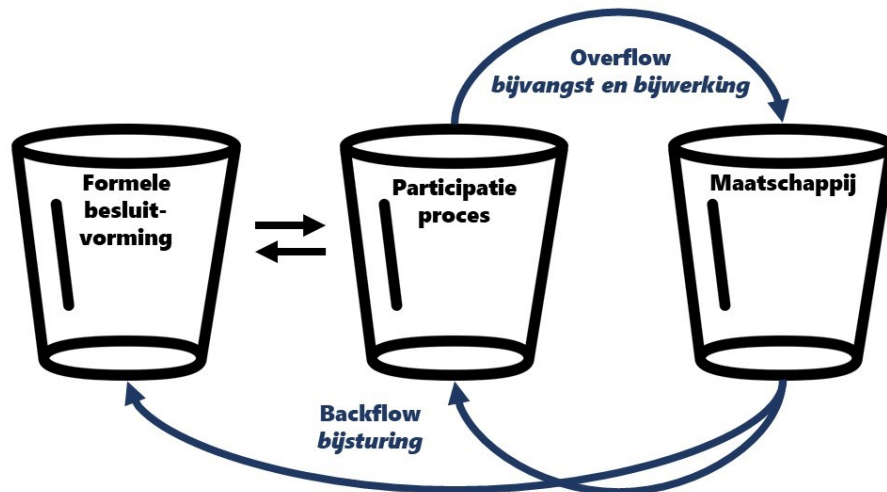 Overflow
bijvangst en bijwerking
Formele
besluit-
vorming
Participatie
proces
Maatschappij
Backflow
bijsturing